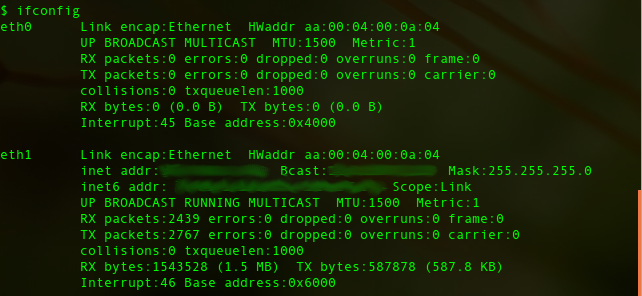 $ ifconfig
eth0 Link encap:Ethernet HWaddr aa:00:04:00:0a:04
UP BROADCAST MULTICAST MTU:1500 Metric:1
RX packets:0 errors:0 dropped:0 overruns:0 frame:0
TX packets:0 errors:0 dropped:0 overruns:0 carrier:0
collisions:0 txqueuelen:1000
RX bytes:0 (0.0 B) TX bytes:0 (0.0 B)
Interrupt:45 Base address:0x4000
eth1 Link encap:Ethernet HWaddr aa:00:04:00:0a:04
inet addr: Bcast: Mask:255.255.255.0
inet6 addr: Scope:Link
UP BROADCAST RUNNING MULTICAST MTU:1500 Metric:1
RX packets:2439 errors:0 dropped:0 overruns:0 frame:0
TX packets:2767 errors:0 dropped:0 overruns:0 carrier:0
collisions:0 txqueuelen:1000
RX bytes:1543528 (1.5 MB) TX bytes:587878 (587.8 KB)
Interrupt:46 Base address:0x6000